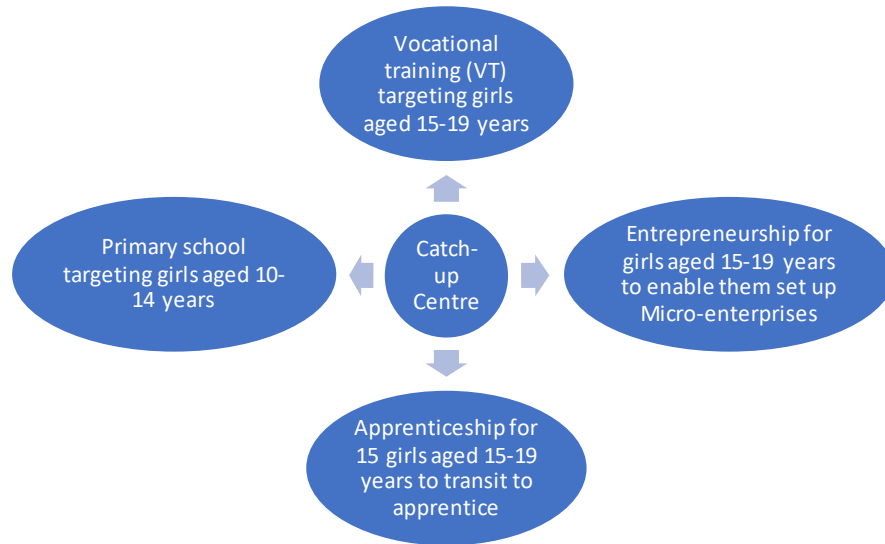 Vocational
training (VT)
targeting girls
aged 15-19 years
Primary school
targeting girls aged 10-
14 years
Catch-
up
Centre
Entrepreneurship for
girls aged 15-19 years
to enable them set up
Micro-enterprises
Apprenticeship for
15 girls aged 15-19
years to transit to
apprentice